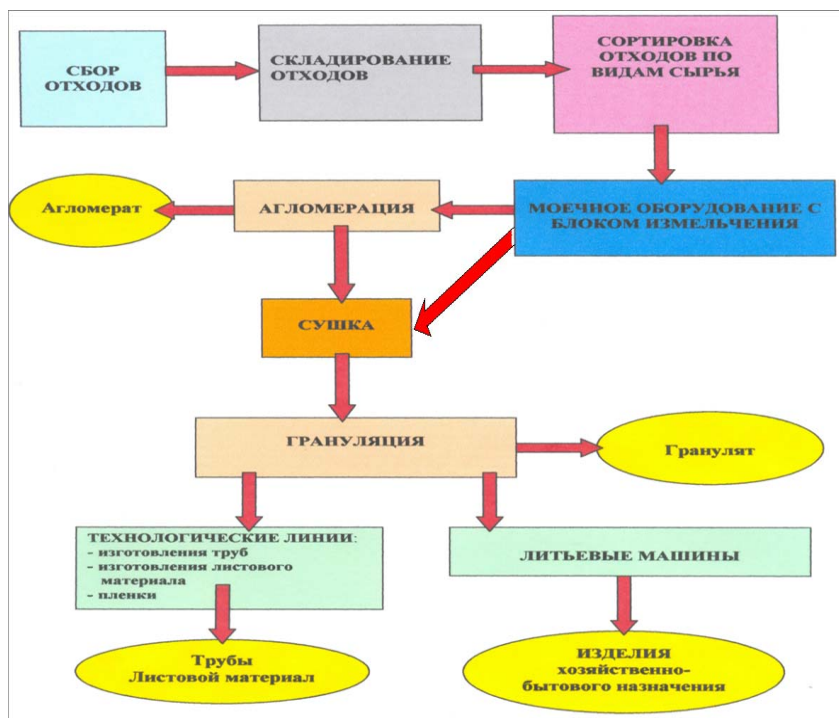 СБОР
ОТХОДОВ
СКЛАДИРОВАНИЕ
ОТХОДОВ
СОРТИРОВКА
ОТХОДОВ ПО
ВИДАМ СЫРЬЯ
Агломерат
АГЛОМЕРАЦИЯ
МОЕЧНОЕ ОБОРУДОВАНИЕ С
БЛОКОМ ИЗМЕЛЬЧЕНИЯ
СУШКА
ГРАНУЛЯЦИЯ
Гранулят
ТЕХНОЛОГИЧЕСКИЕ ЛИНИИ:
- изготовления труб
- изготовления листового
материала
- пленки
ЛИТЬЕВЫЕ МАШИНЫ
Трубы
Листовой материал
ИЗДЕЛИЯ
хозяйственно-
бытового назначения